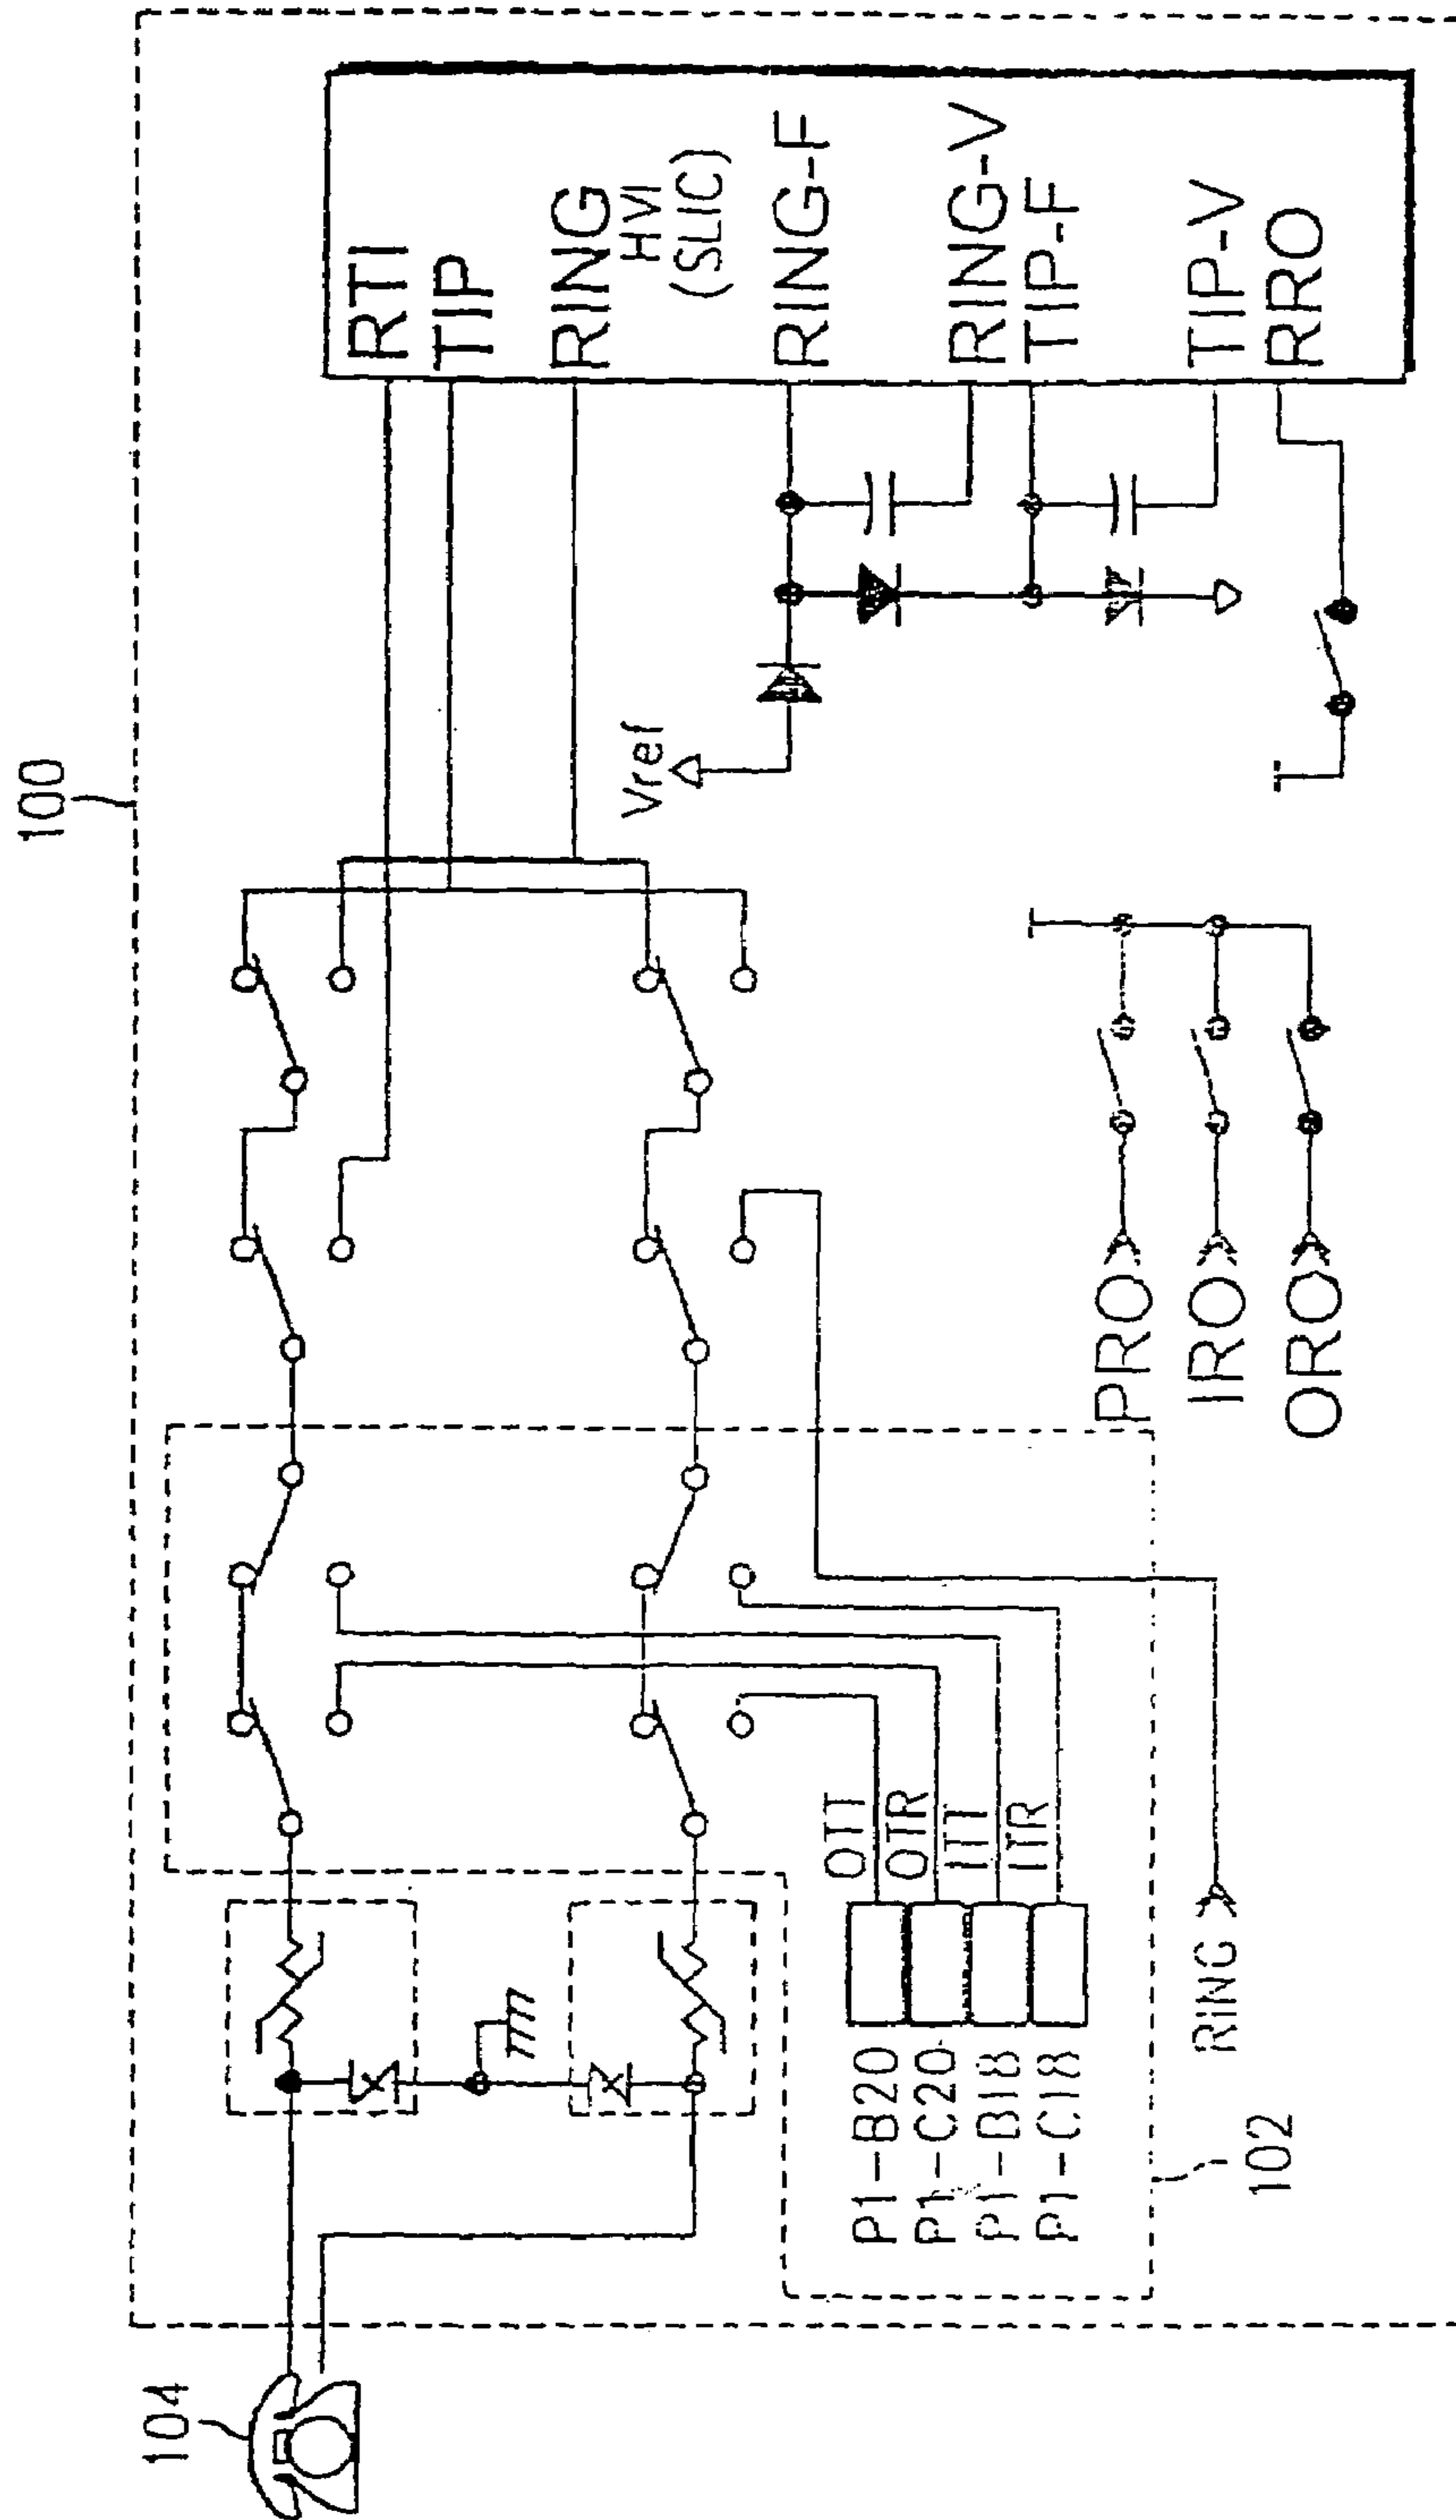 100
RTI
TIP
RING
HVI
(SLIC)
RING-F
RING-V
TIP-F
TIP-V
RRO
Vref
PRO
IRO
ORO
OTT
OTR
ITT
ITR
P1-B20
P1-C20
P1-B18
P1-C18
RING
102
104